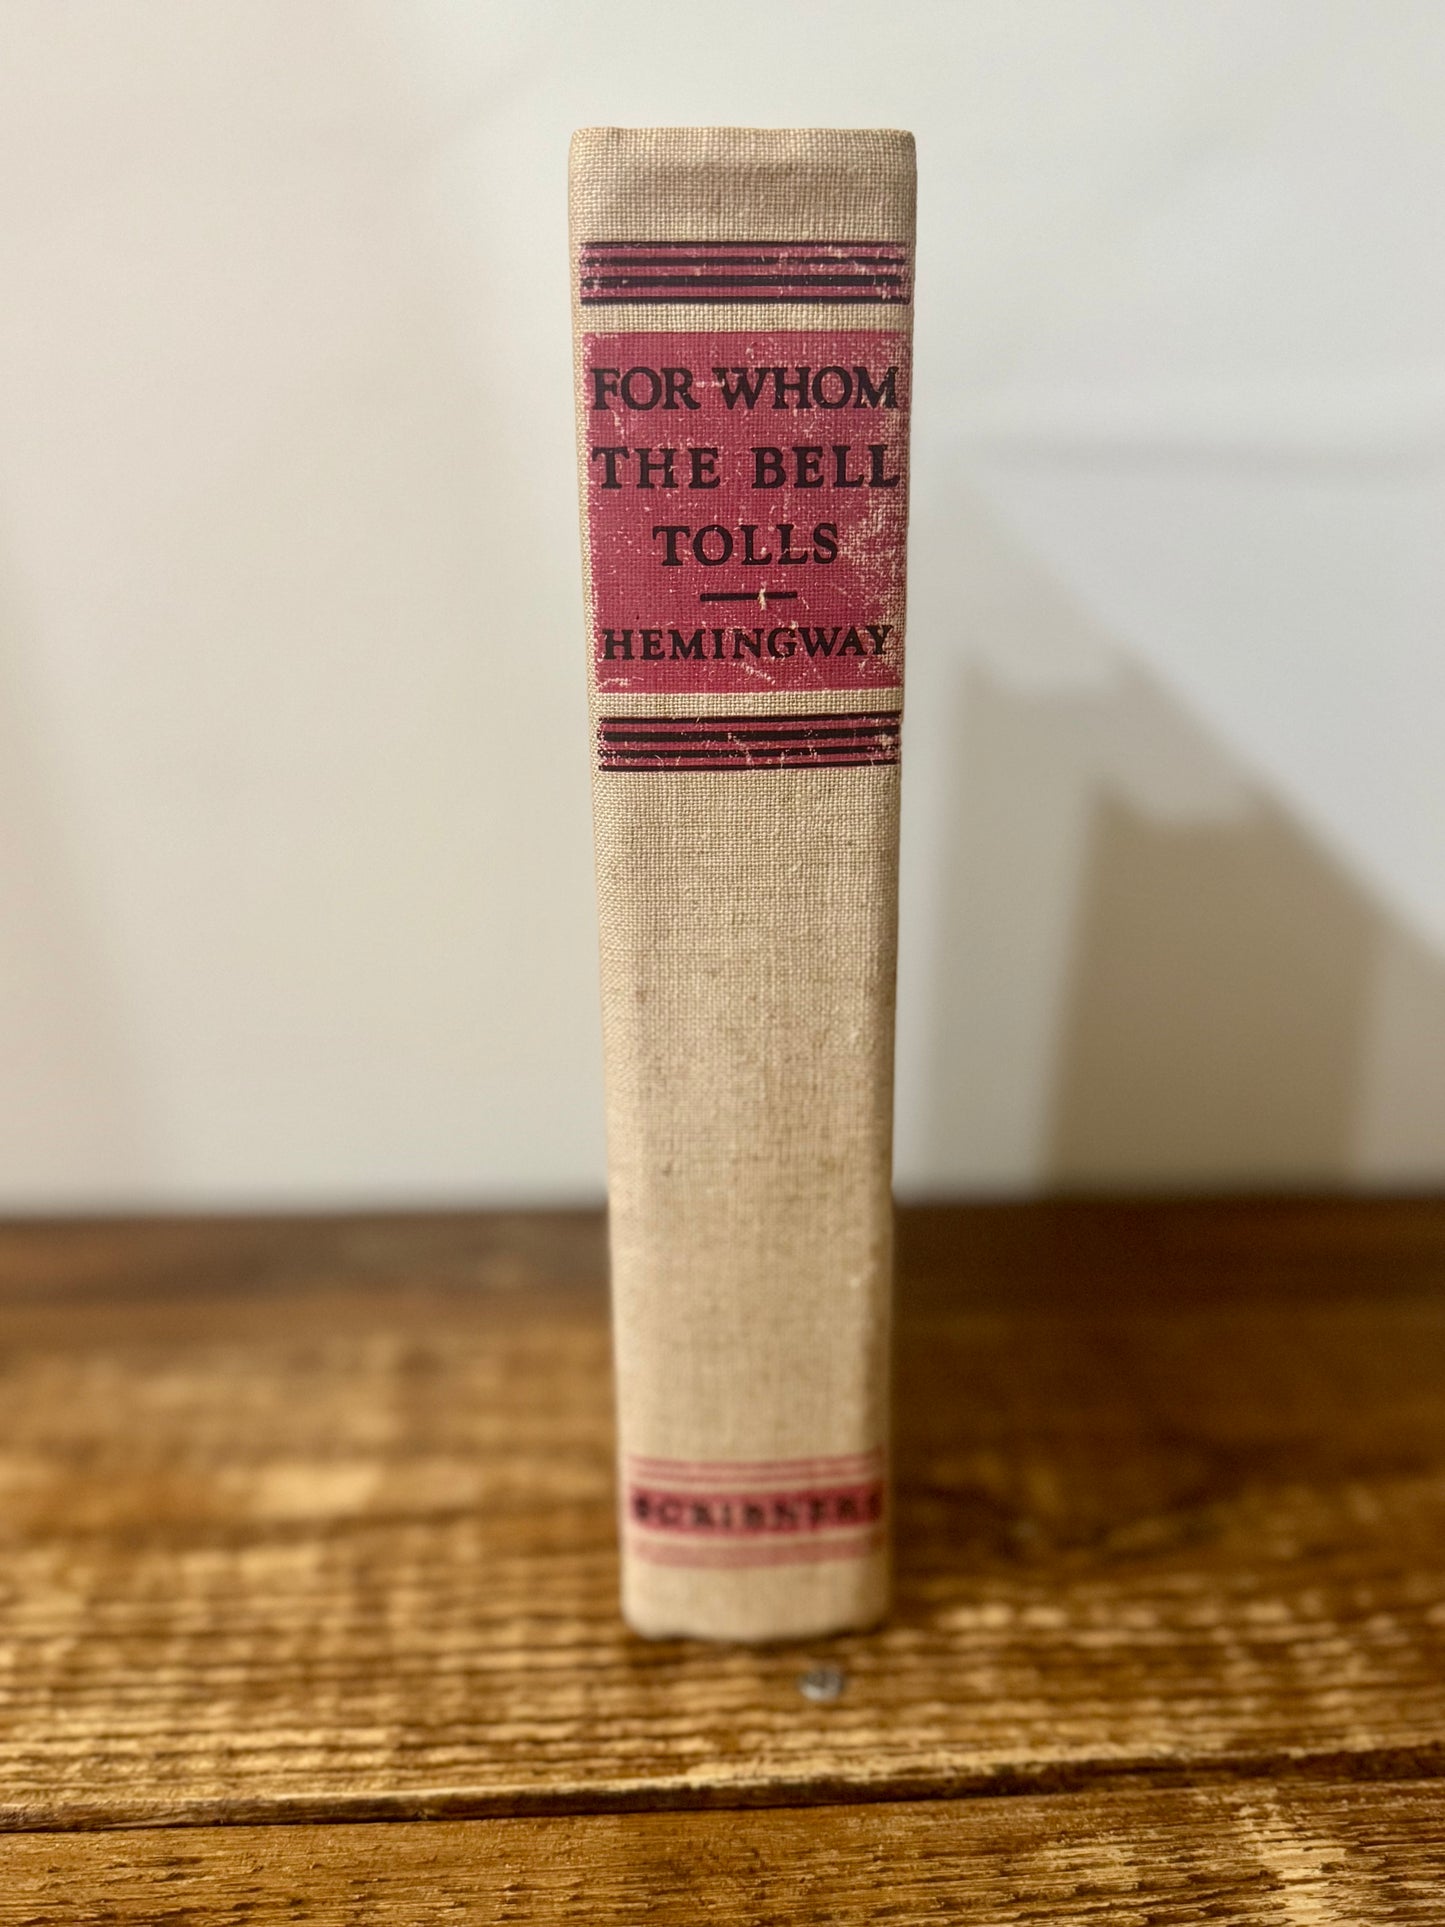 FOR WHOM
THE BELL
TOLLS
HEMINGWAY
SCRIBNERS